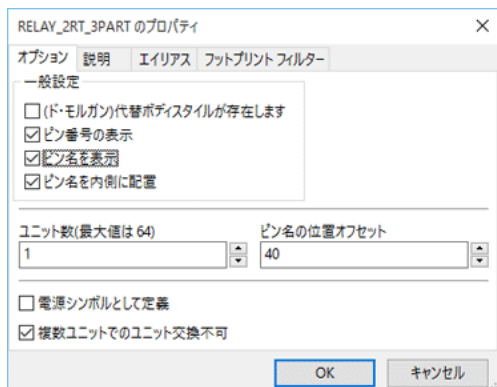 RELAY_2RT_3PART のプロパティ
オプション 説明 エイリアス フットプリント フィルター
一般設定
(ド・モルガン)代替ボディスタイルが存在します
ピン番号の表示
ピン名を表示
ピン名を内側に配置
ユニット数(最大値は 64) ピン名の位置オフセット
1 40
電源シンボルとして定義
複数ユニットでのユニット交換不可
OK キャンセル